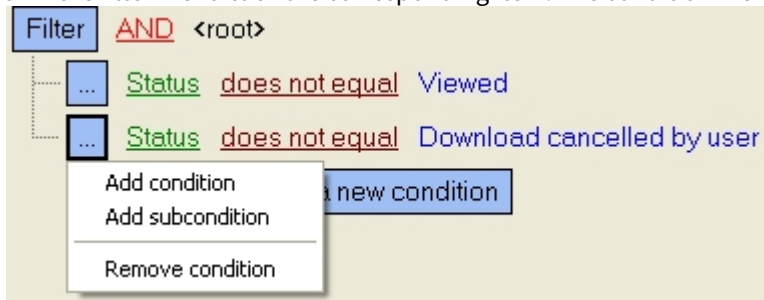 Filter AND <root>
... Status does not equal Viewed
... Status does not equal Download cancelled by user
Add condition
a new condition
Add subcondition
Remove condition